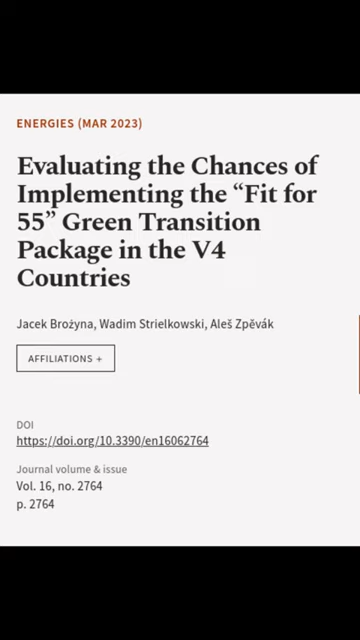 ENERGIES (MAR 2023)
Evaluating the Chances of
Implementing the “Fit for
55” Green Transition
Package in the V4
Countries
Jacek Brożyna, Wadim Strielkowski, Aleš Zpěvák
AFFILIATIONS +
DOI
https://doi.org/10.3390/en16062764
Journal volume & issue
Vol. 16, no. 2764
p. 2764